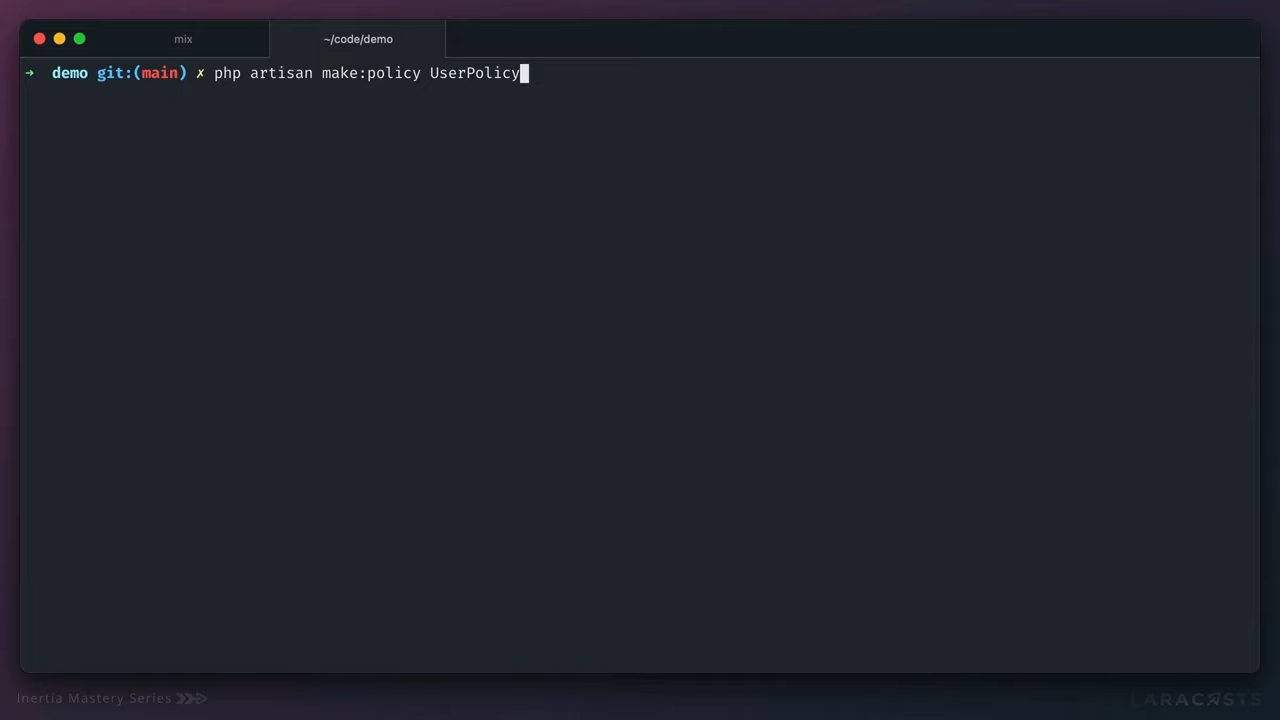 mix
~/code/demo
➜ demo git:(main) ✗ php artisan make:policy UserPolicy
Inertia Mastery Series
LARACASTS